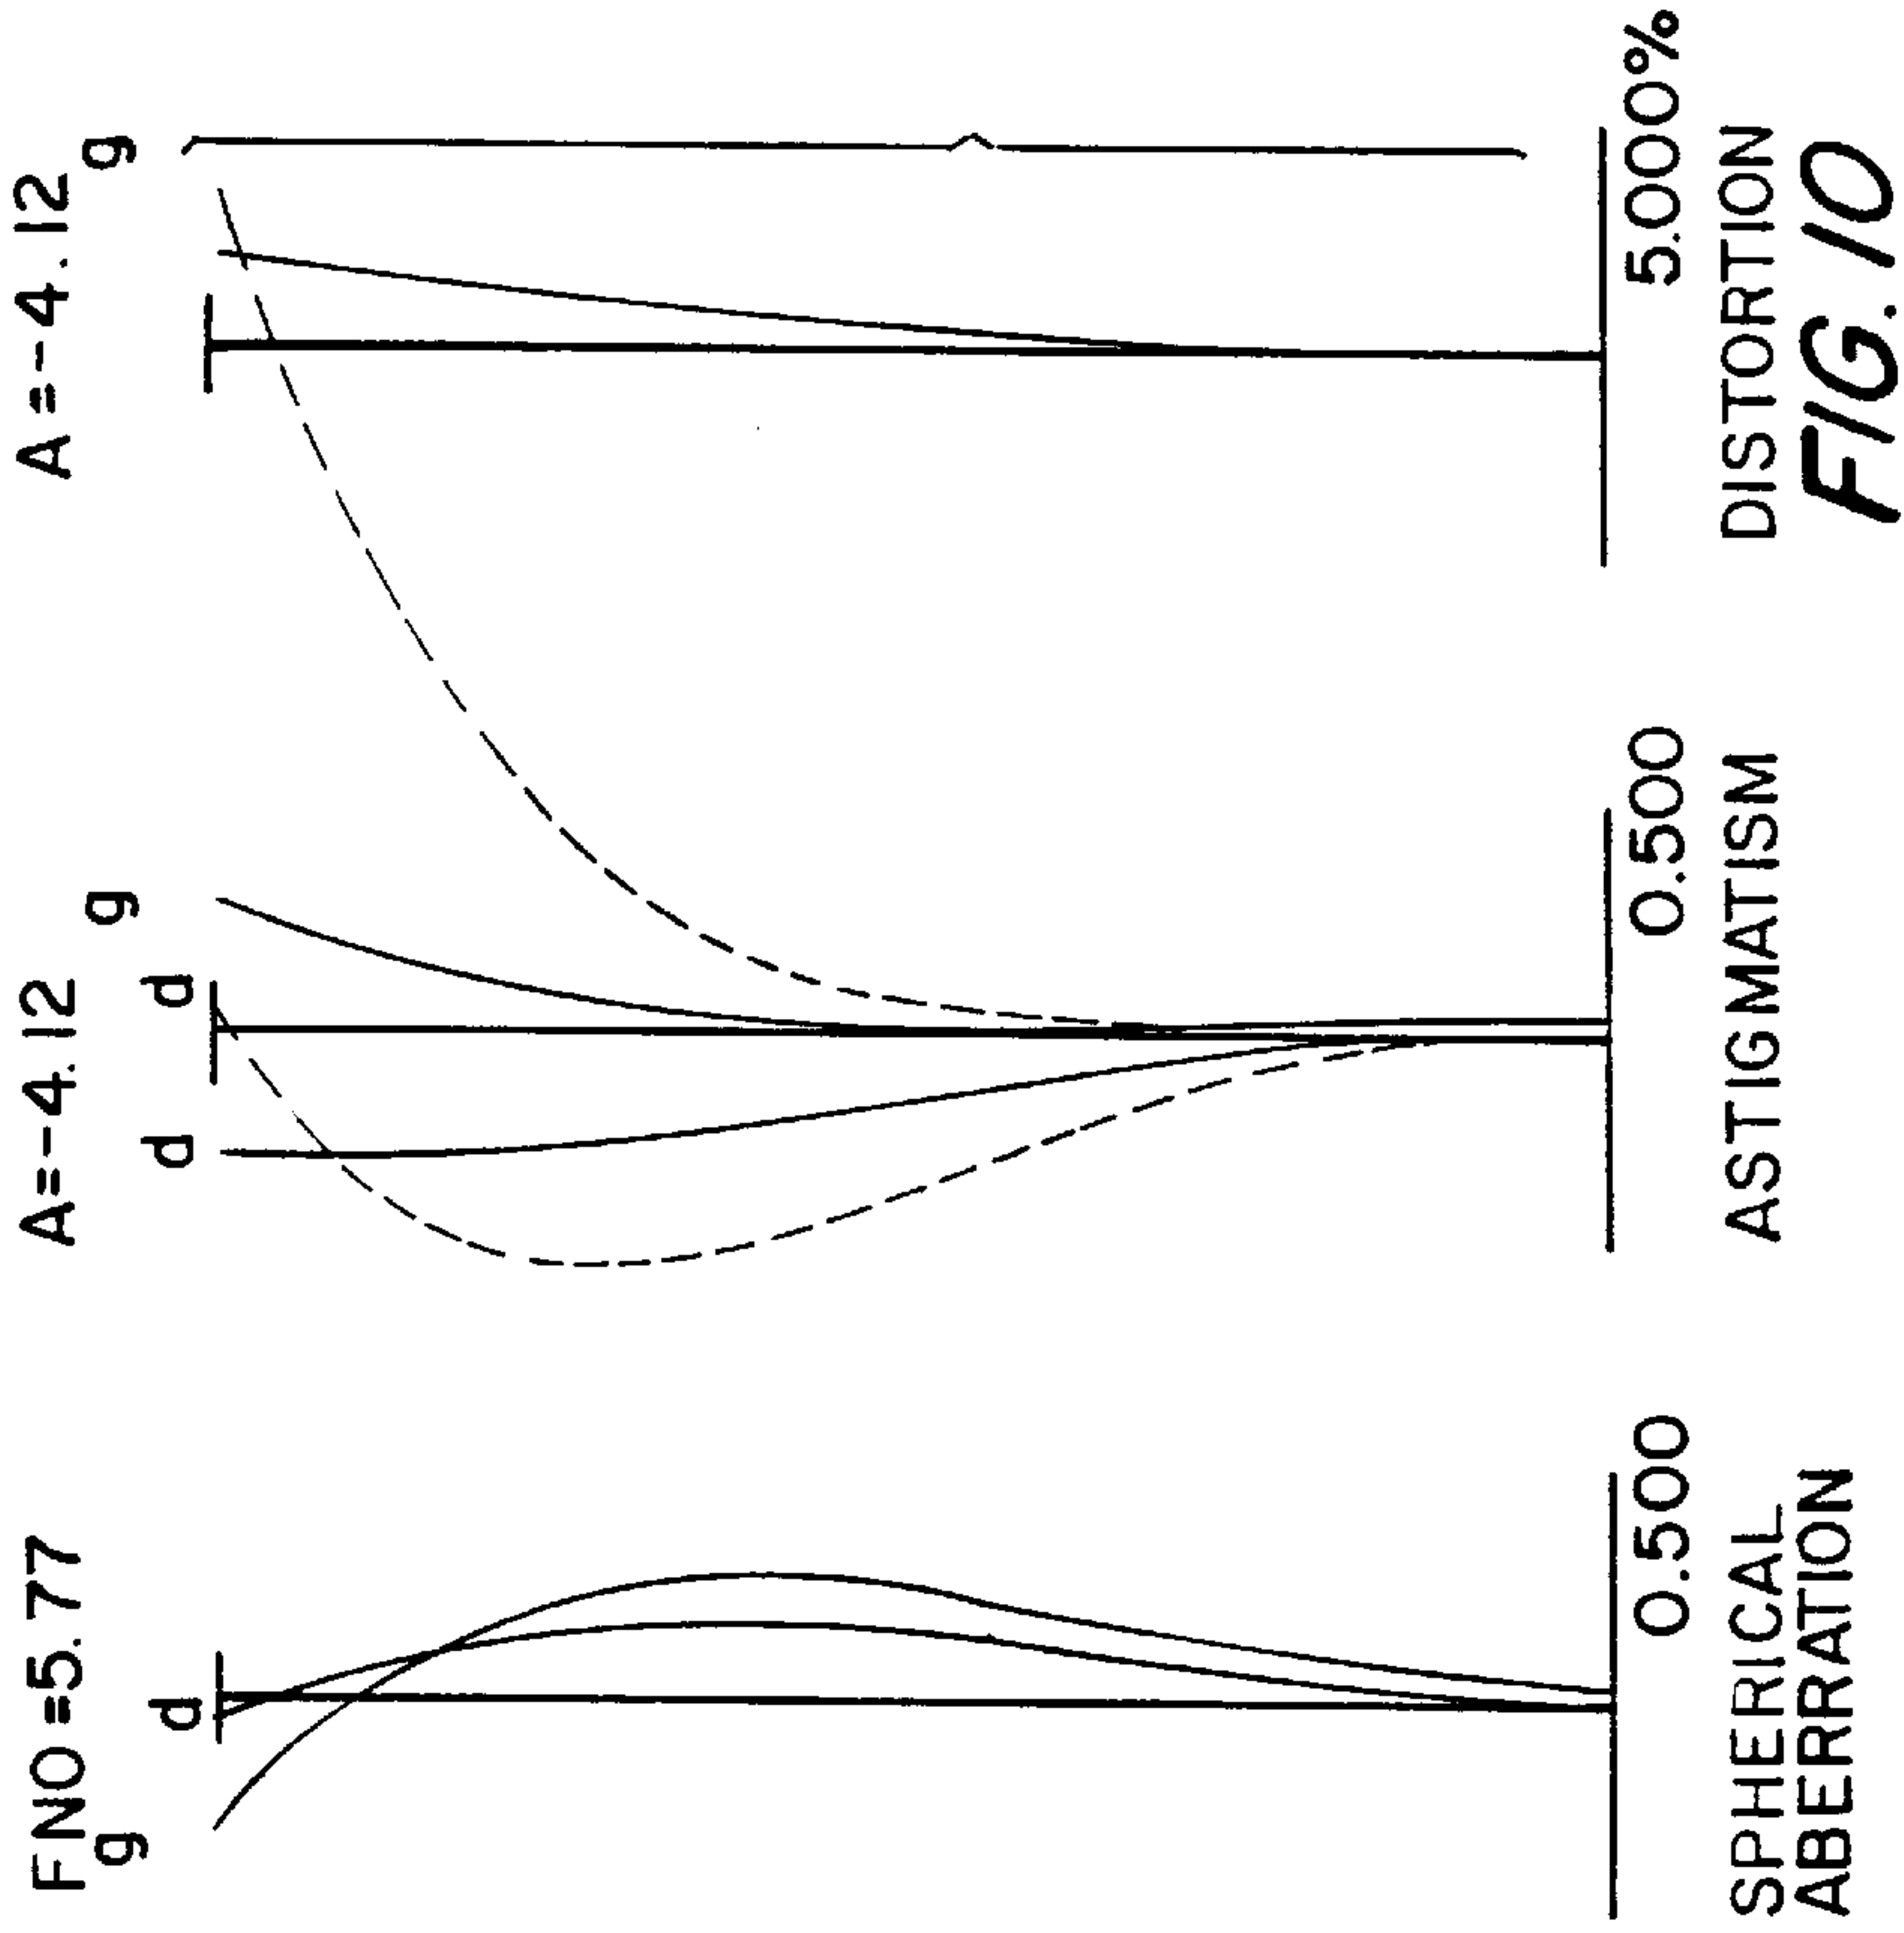 FNO=5.77
g
d
0.500
SPHERICAL
ABERRATION
A=-4.12
d
d
g
0.500
ASTIGMATISM
A=-4.12
g
5.000%
DISTORTION
FIG. 10